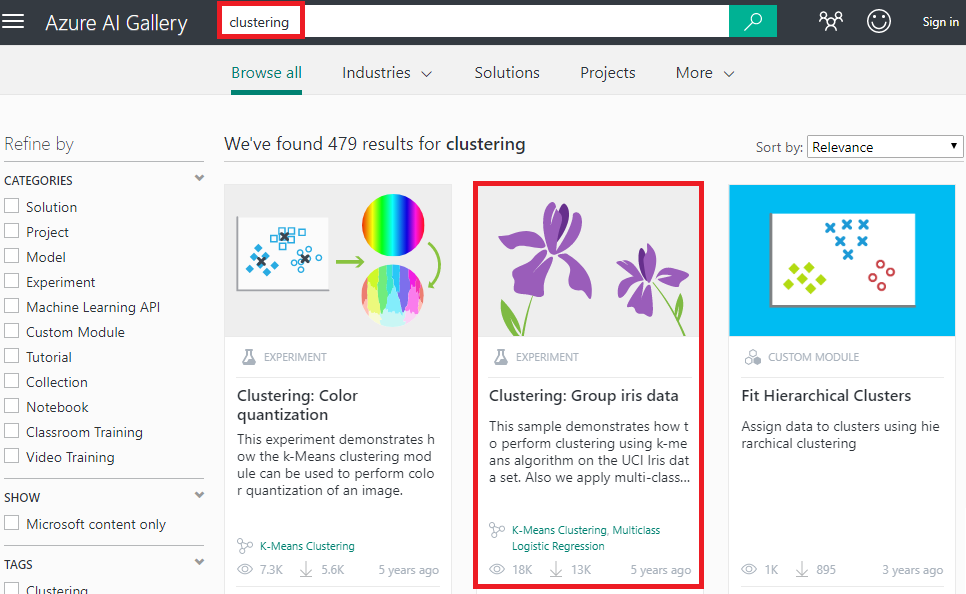 Azure AI Gallery
clustering
Sign in
Browse all
Industries
Solutions
Projects
More
Refine by
CATEGORIES
Solution
Project
Model
Experiment
Machine Learning API
Custom Module
Tutorial
Collection
Notebook
Classroom Training
Video Training
SHOW
Microsoft content only
TAGS
Clustering
We've found 479 results for clustering
Sort by: Relevance
EXPERIMENT
Clustering: Color
quantization
This experiment demonstrates h
ow the k-Means clustering mod
ule can be used to perform colo
r quantization of an image.
K-Means Clustering
7.3K 5.6K 5 years ago
EXPERIMENT
Clustering: Group iris data
This sample demonstrates how t
o perform clustering using k-me
ans algorithm on the UCI Iris dat
a set. Also we apply multi-class...
K-Means Clustering, Multiclass
Logistic Regression
18K 13K 5 years ago
CUSTOM MODULE
Fit Hierarchical Clusters
Assign data to clusters using hie
rarchical clustering
1K 895 3 years ago